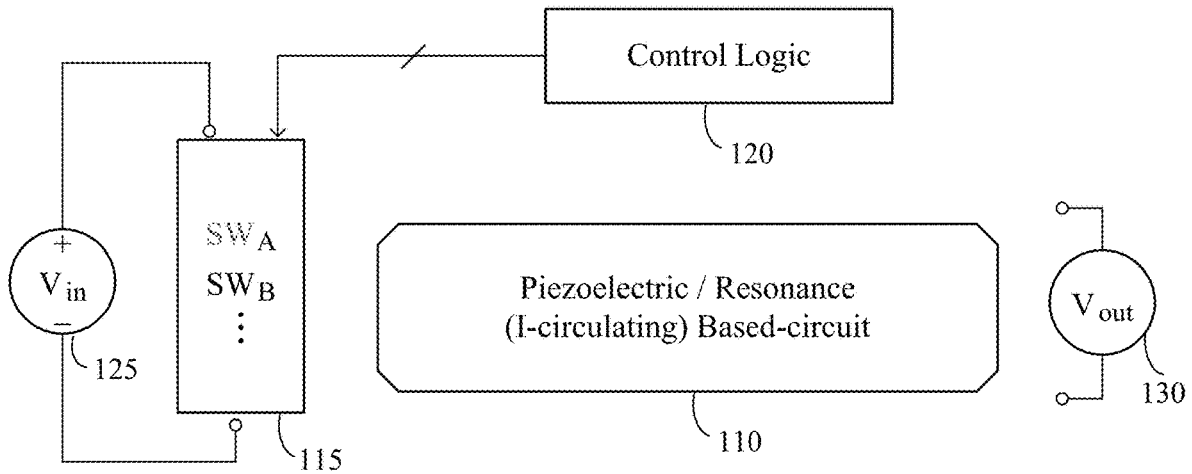 Control Logic
120
SWA
SWB
⋮
+
Vin
−
125
115
Piezoelectric / Resonance
(I-circulating) Based-circuit
110
Vout
130